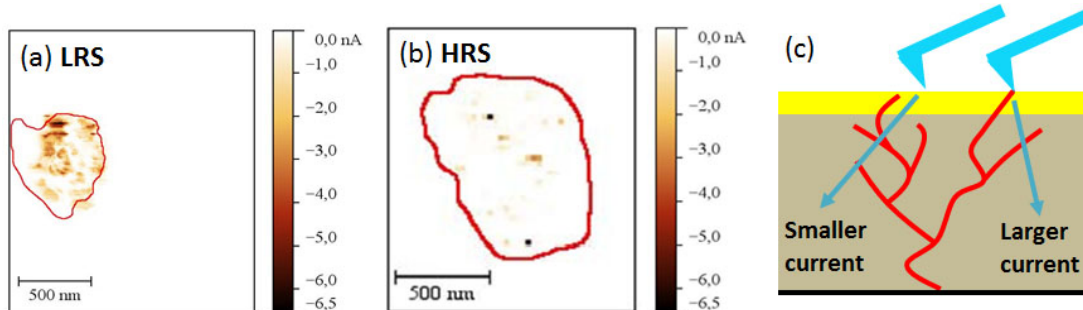 (a) LRS
0,0 nA
−1,0
−2,0
−3,0
−4,0
−5,0
−6,0
−6,5
500 nm
(b) HRS
0,0 nA
−1,0
−2,0
−3,0
−4,0
−5,0
−6,0
−6,5
500 nm
(c)
Smaller
current
Larger
current